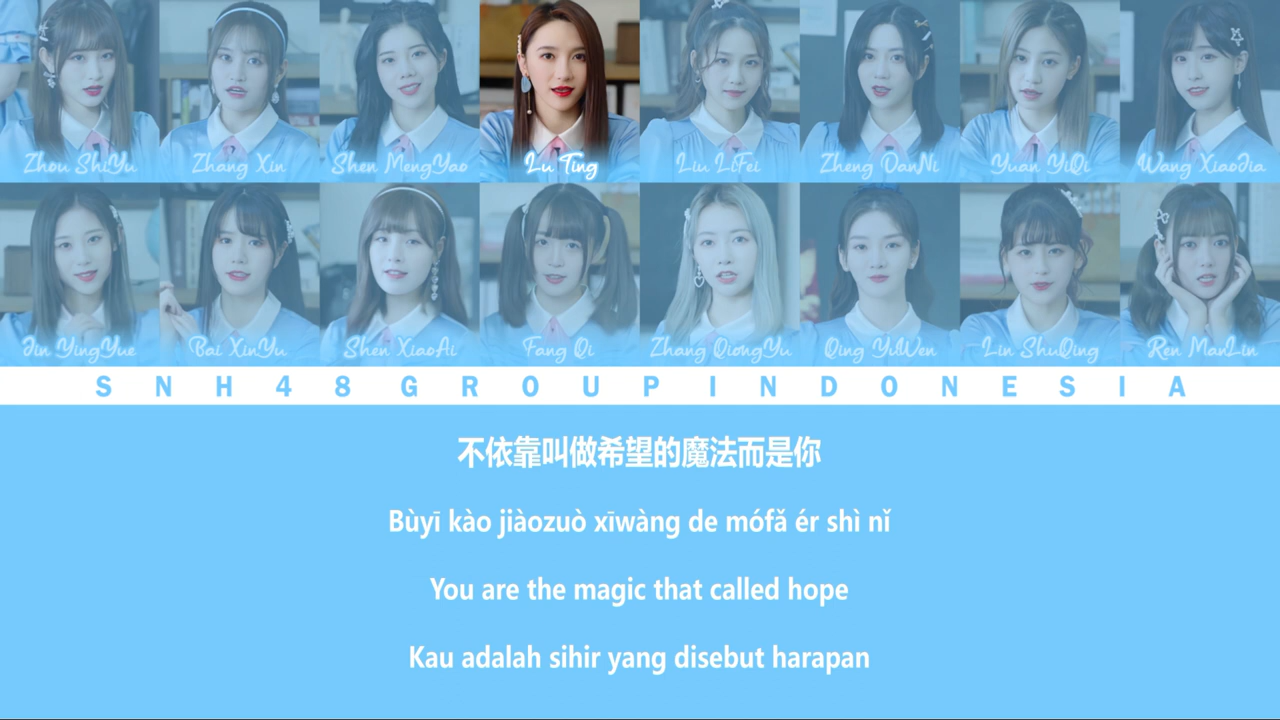 Zhou ShiYu
Zhang Xin
Shen MengYao
Lu Ting
Liu LiFei
Zheng DanNi
Yuan YiQi
Wang XiaoJia
Jin YingYue
Bai XinYu
Shen XiaoAi
Fang Qi
Zhang QiongYu
Qing YiWen
Lin ShuQing
Ren ManLin
SNH48GROUPINDONESIA
不依靠叫做希望的魔法而是你
Bùyī kào jiàozuò xīwàng de mófǎ ér shì nǐ
You are the magic that called hope
Kau adalah sihir yang disebut harapan